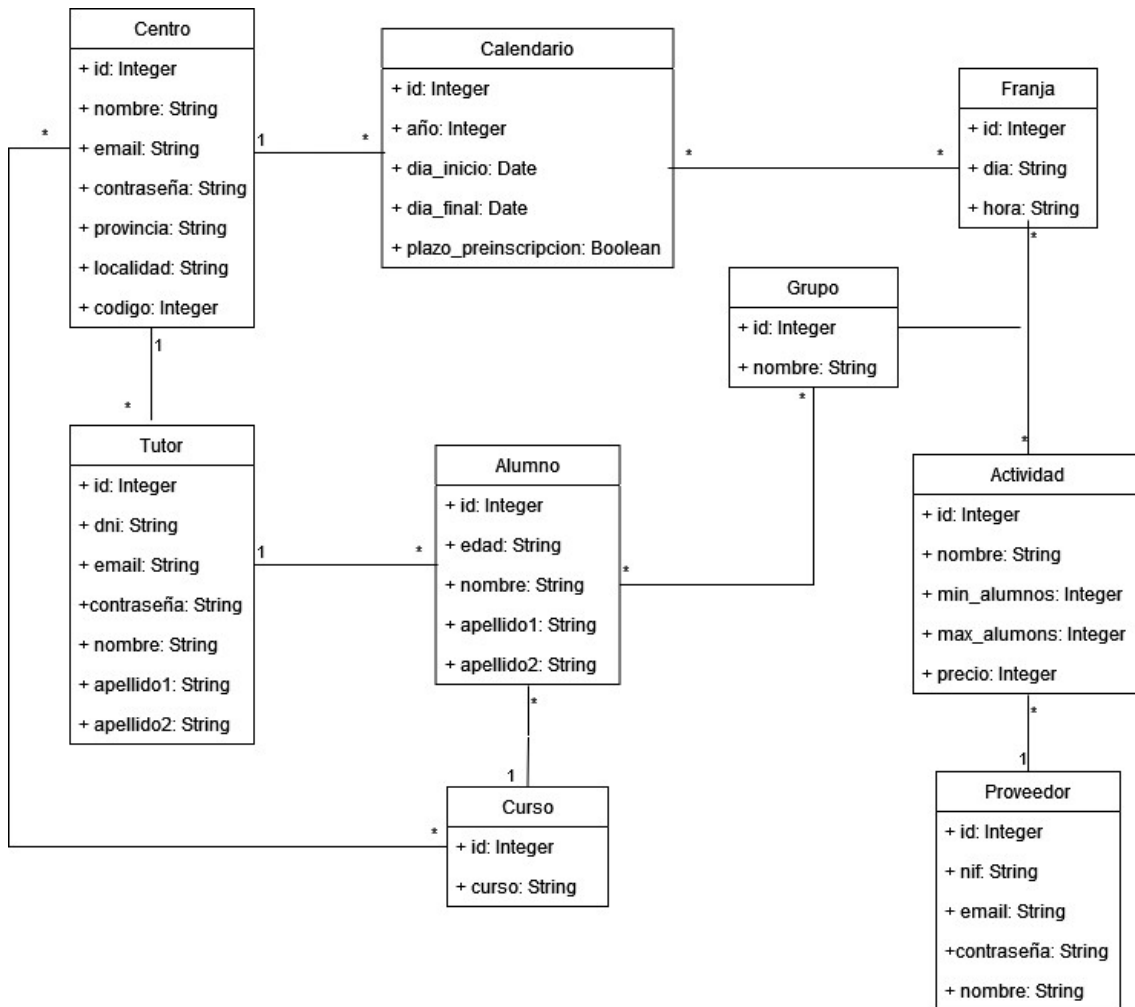 Centro
+ id: Integer
+ nombre: String
+ email: String
+ contraseña: String
+ provincia: String
+ localidad: String
+ codigo: Integer
*
1
*
Calendario
+ id: Integer
+ año: Integer
+ dia_inicio: Date
+ dia_final: Date
+ plazo_preinscripcion: Boolean
*
*
Franja
+ id: Integer
+ dia: String
+ hora: String
*
Grupo
+ id: Integer
+ nombre: String
*
1
*
Tutor
+ id: Integer
+ dni: String
+ email: String
+contraseña: String
+ nombre: String
+ apellido1: String
+ apellido2: String
1
*
Alumno
+ id: Integer
+ edad: String
+ nombre: String
+ apellido1: String
+ apellido2: String
*
*
1
*
Curso
+ id: Integer
+ curso: String
*
Actividad
+ id: Integer
+ nombre: String
+ min_alumnos: Integer
+ max_alumons: Integer
+ precio: Integer
*
1
Proveedor
+ id: Integer
+ nif: String
+ email: String
+contraseña: String
+ nombre: String